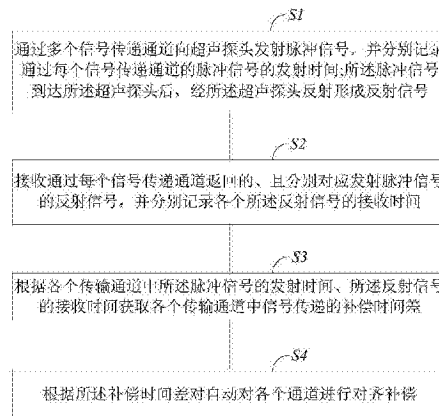 S1
通过多个信号传递通道向超声探头发射脉冲信号，并分别记录
通过每个信号传递通道的脉冲信号的发射时间;所述脉冲信号
到达所述超声探头后、经所述超声探头反射形成反射信号
S2
接收通过每个信号传递通道返回的、且分别对应发射脉冲信号
的反射信号，并分别记录各个所述反射信号的接收时间
S3
根据各个传输通道中所述脉冲信号的发射时间、所述反射信号
的接收时间获取各个传输通道中信号传递的补偿时间差
S4
根据所述补偿时间差对自动对各个通道进行对齐补偿